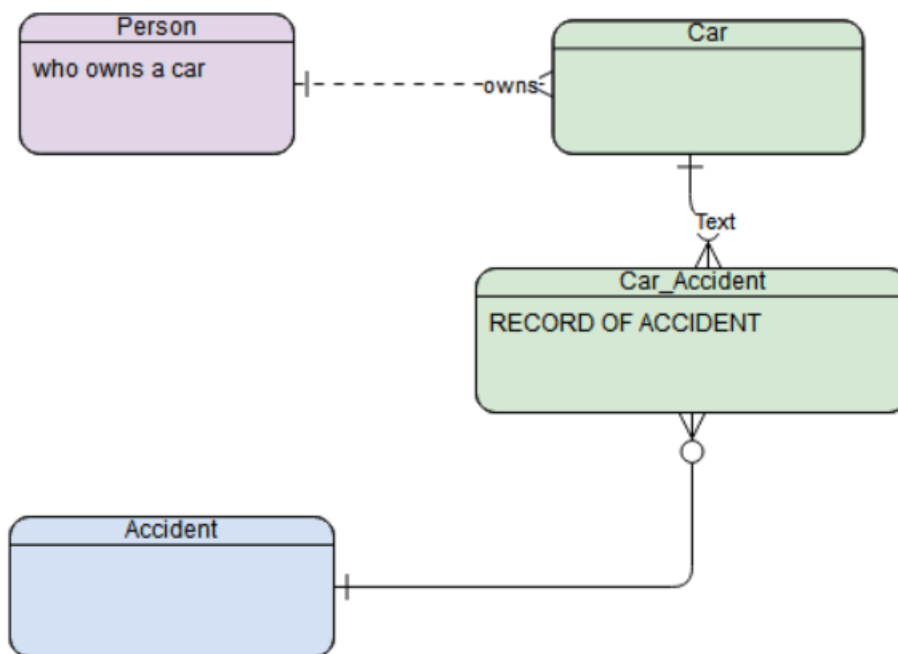 Person
who owns a car
owns
Car
Text
Car_Accident
RECORD OF ACCIDENT
Accident